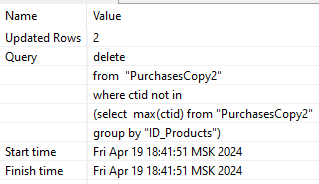 Name Value
Updated Rows 2
Query delete
from "PurchasesCopy2"
where ctid not in
(select max(ctid) from "PurchasesCopy2"
group by "ID_Products")
Start time Fri Apr 19 18:41:51 MSK 2024
Finish time Fri Apr 19 18:41:51 MSK 2024